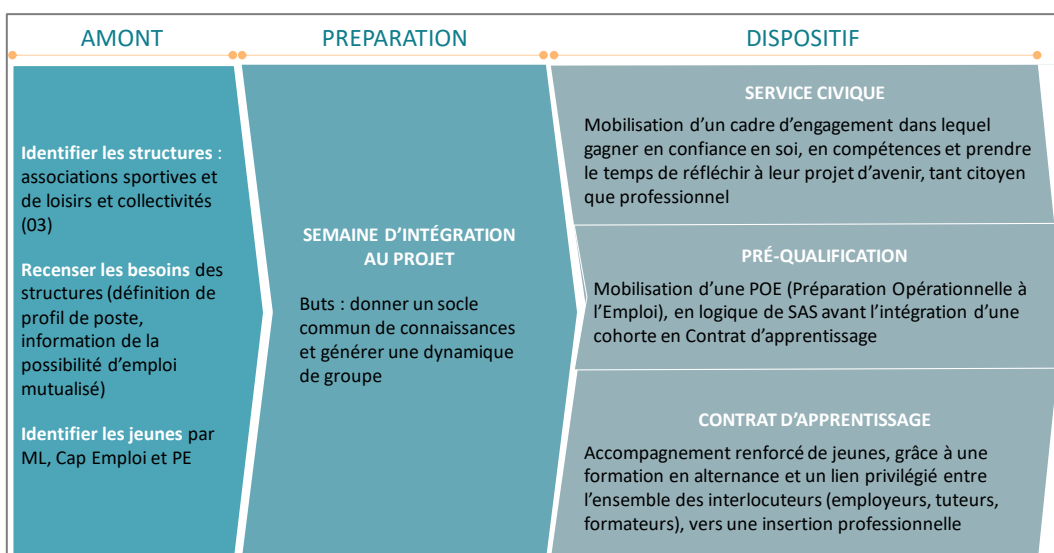 AMONT
PREPARATION
DISPOSITIF
Identifier les structures :
associations sportives et
de loisirs et collectivités
(03)
Recenser les besoins des
structures (définition de
profil de poste,
information de la
possibilité d’emploi
mutualisé)
Identifier les jeunes par
ML, Cap Emploi et PE
SEMAINE D’INTÉGRATION
AU PROJET
Buts : donner un socle
commun de connaissances
et générer une dynamique
de groupe
SERVICE CIVIQUE
Mobilisation d’un cadre d’engagement dans lequel
gagner en confiance en soi, en compétences et prendre
le temps de réfléchir à leur projet d’avenir, tant citoyen
que professionnel
PRÉ-QUALIFICATION
Mobilisation d’une POE (Préparation Opérationnelle à
l’Emploi), en logique de SAS avant l’intégration d’une
cohorte en Contrat d’apprentissage
CONTRAT D’APPRENTISSAGE
Accompagnement renforcé de jeunes, grâce à une
formation en alternance et un lien privilégié entre
l’ensemble des interlocuteurs (employeurs, tuteurs,
formateurs), vers une insertion professionnelle